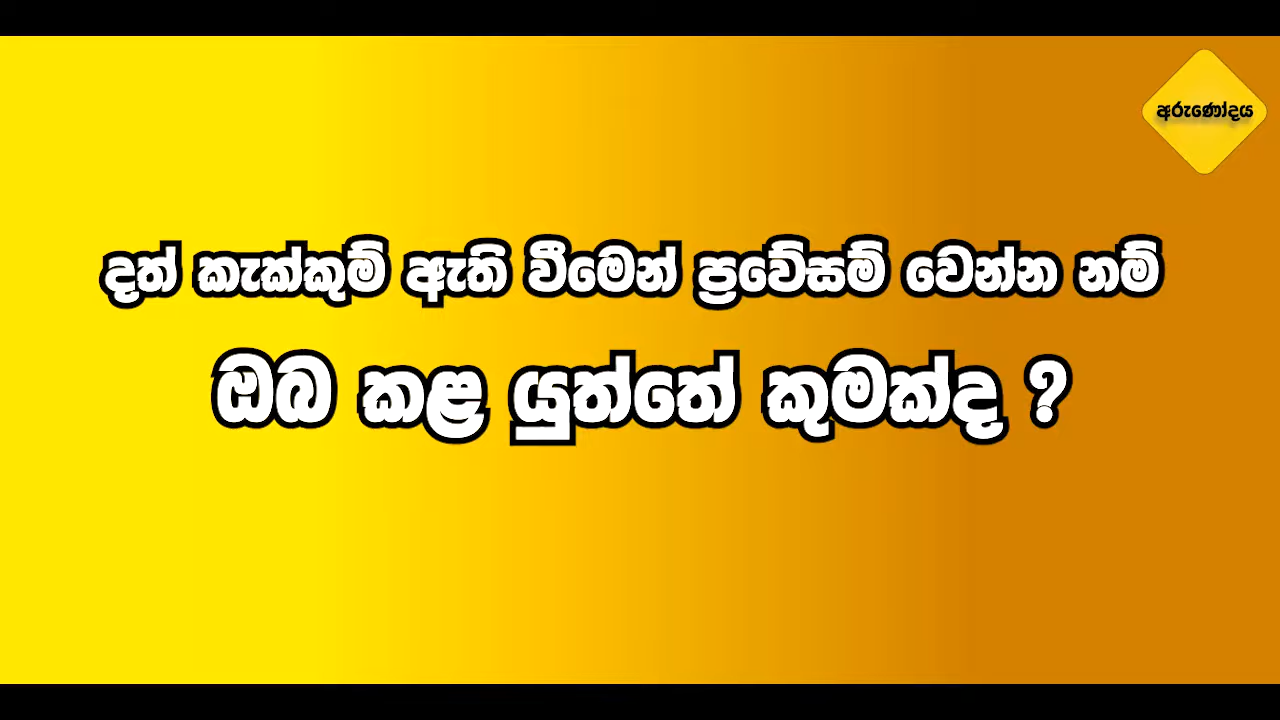 අරුණෝදය
දත් කැක්කුම් ඇති වීමෙන් ප්‍රවේසම් වෙන්න නම්
ඔබ කළ යුත්තේ කුමක්ද ?